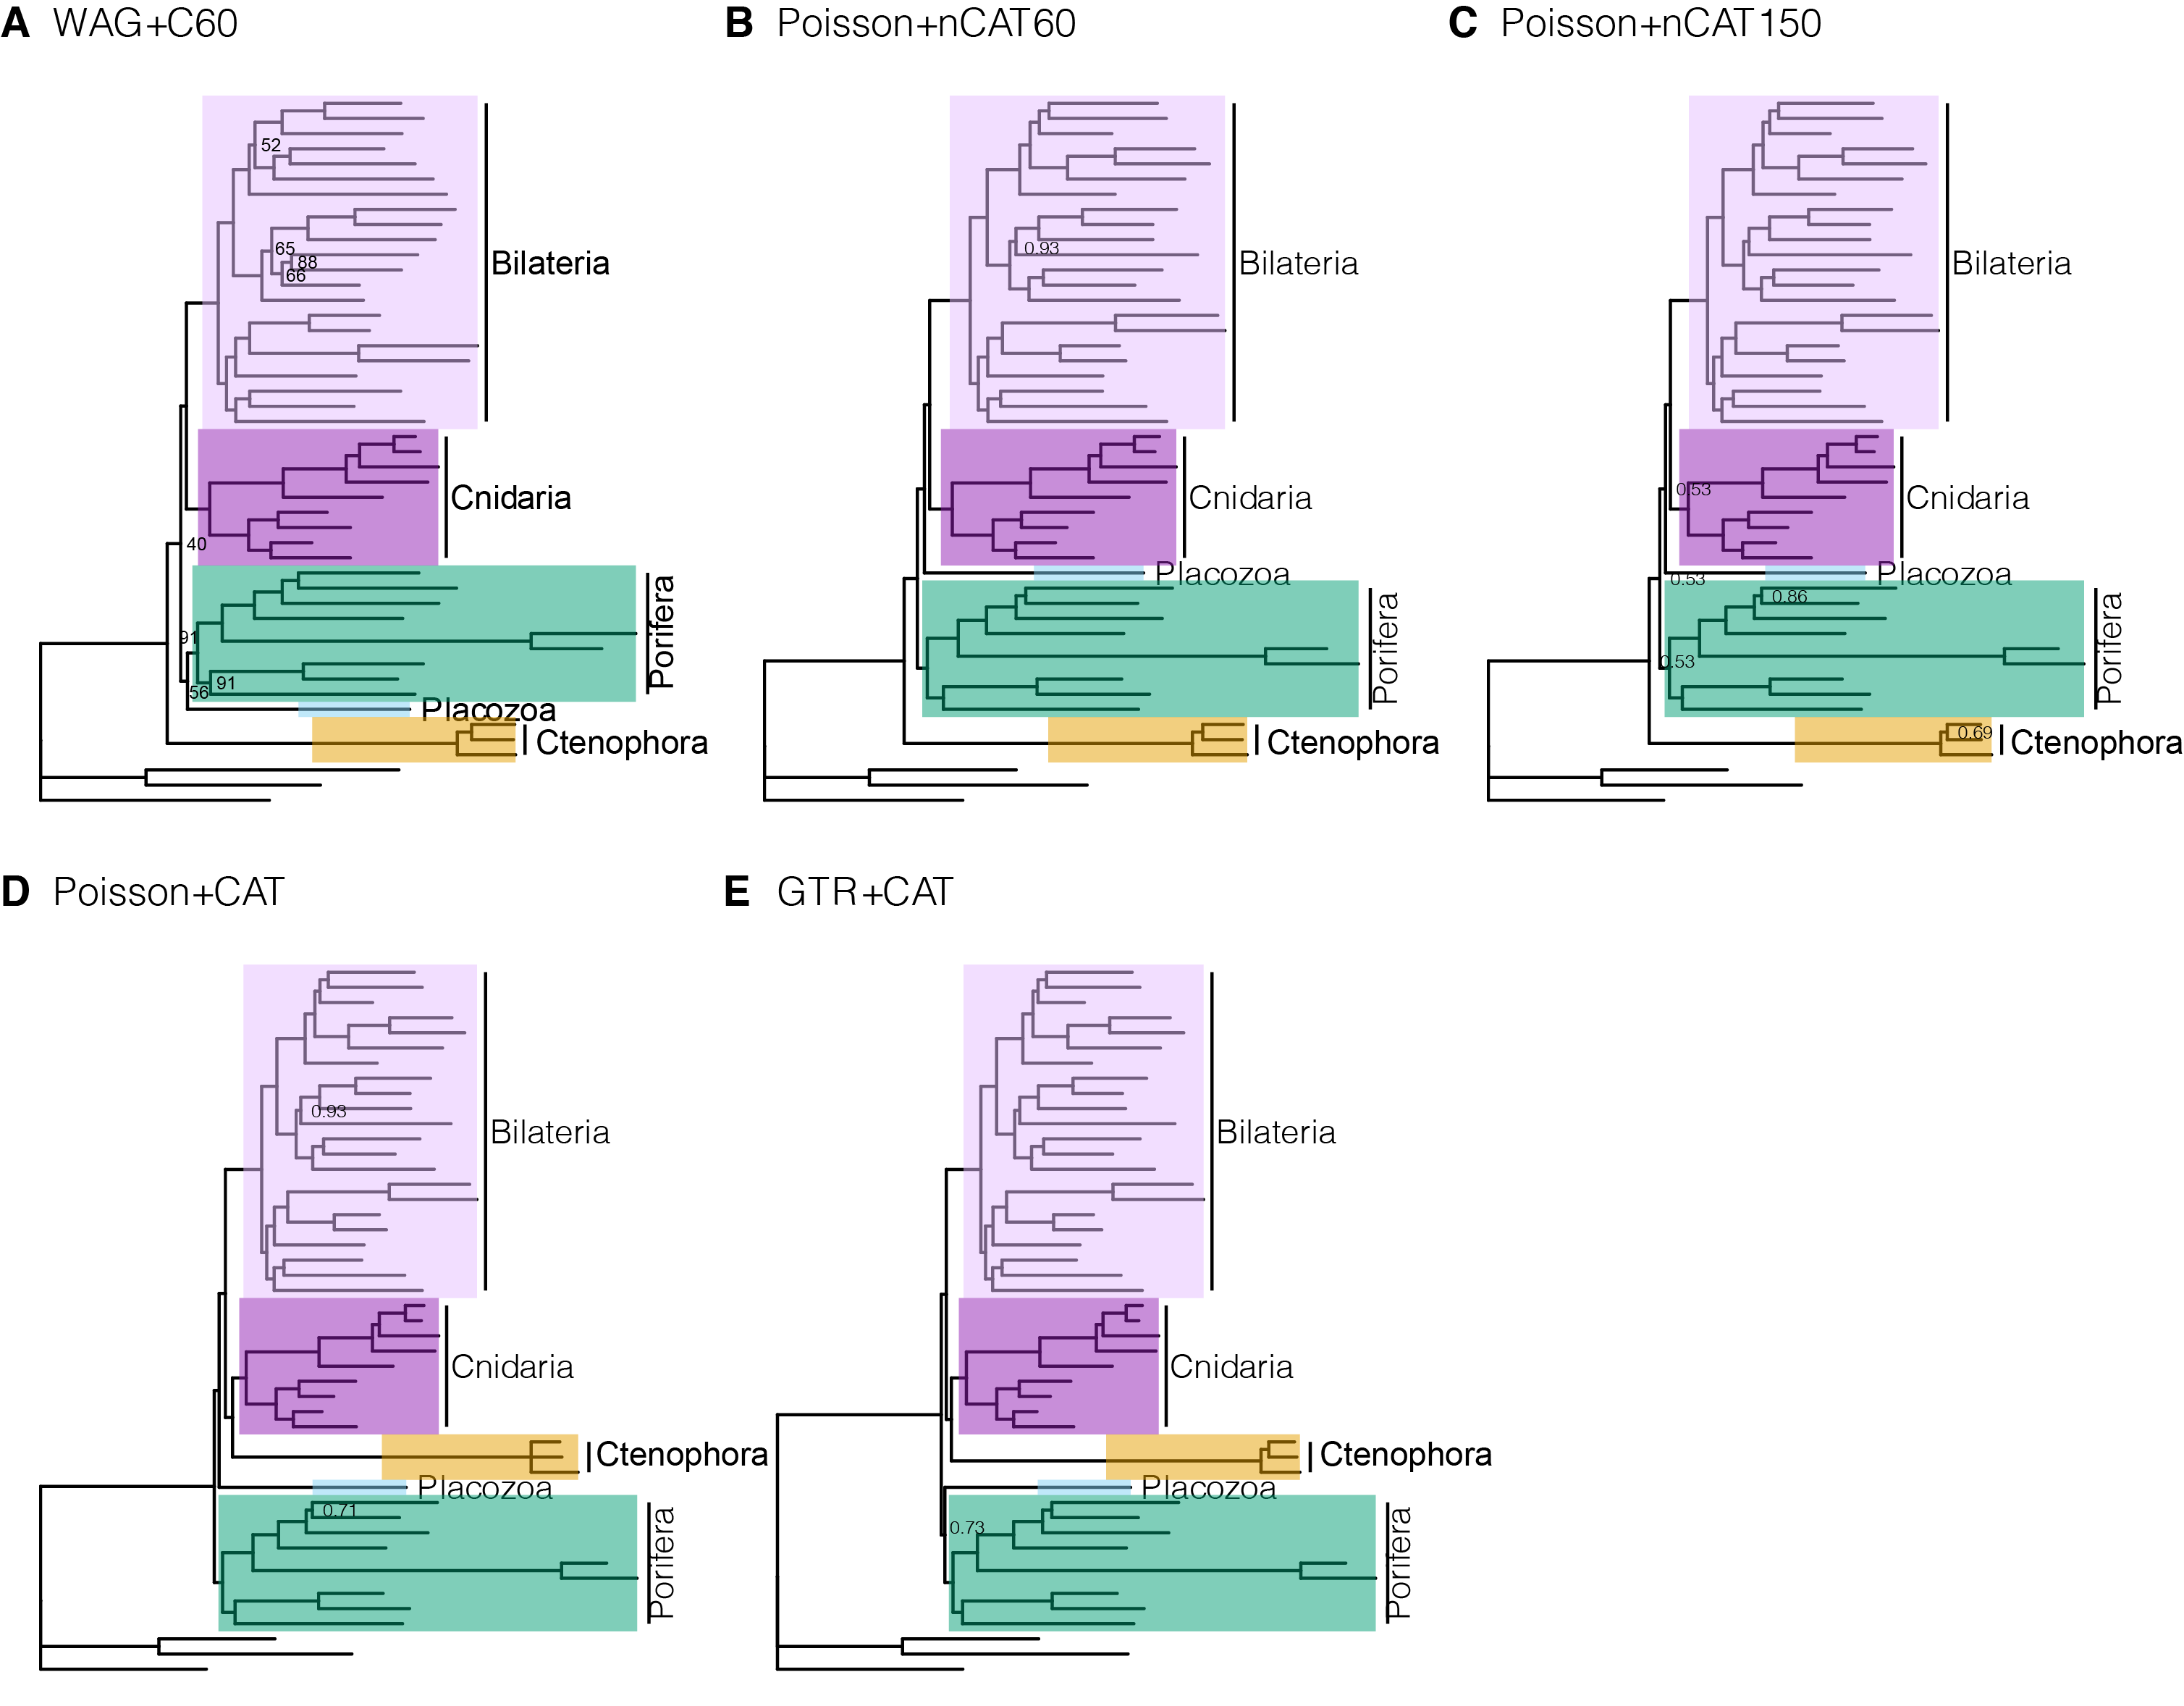 A WAG+C60
B Poisson+nCAT60
C Poisson+nCAT150
52
65
88
66
Bilateria
Cnidaria
40
91
Porifera
91
56
Placozoa
Ctenophora
0.93
Bilateria
Cnidaria
Placozoa
Porifera
Ctenophora
Bilateria
0.53
Cnidaria
Placozoa
0.53
0.86
Porifera
0.53
0.69
Ctenophora
D Poisson+CAT
E GTR+CAT
0.93
Bilateria
Cnidaria
Ctenophora
Placozoa
0.71
Porifera
Bilateria
Cnidaria
Ctenophora
Placozoa
0.73
Porifera